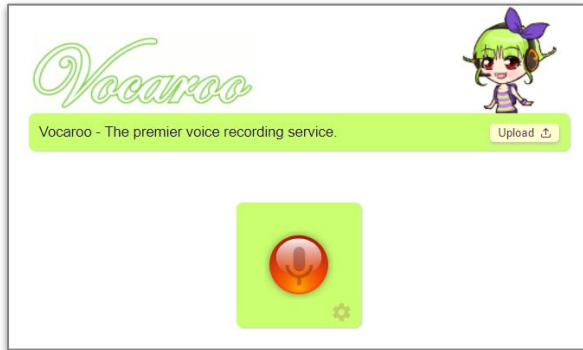 Vocaroo
Vocaroo - The premier voice recording service.
Upload